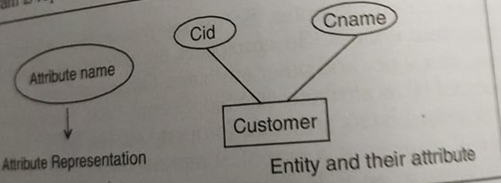 Cid
Cname
Attribute name
Customer
Attribute Representation
Entity and their attribute